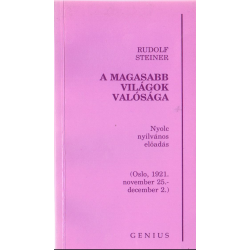 RUDOLF
STEINER
A MAGASABB
VILÁGOK
VALÓSÁGA
Nyolc
nyilvános
előadás
(Oslo, 1921.
november 25.-
december 2.)
GENIUS